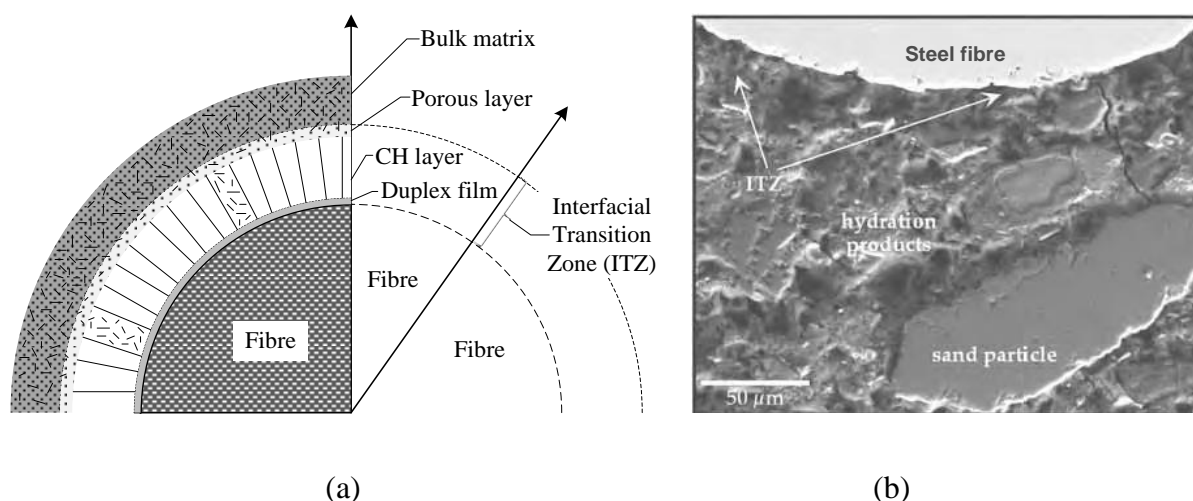 Bulk matrix
Porous layer
CH layer
Duplex film
Interfacial
Transition
Zone (ITZ)
Fibre
Fibre
Fibre
(a)
Steel fibre
ITZ
hydration
products
sand particle
50 µm
(b)